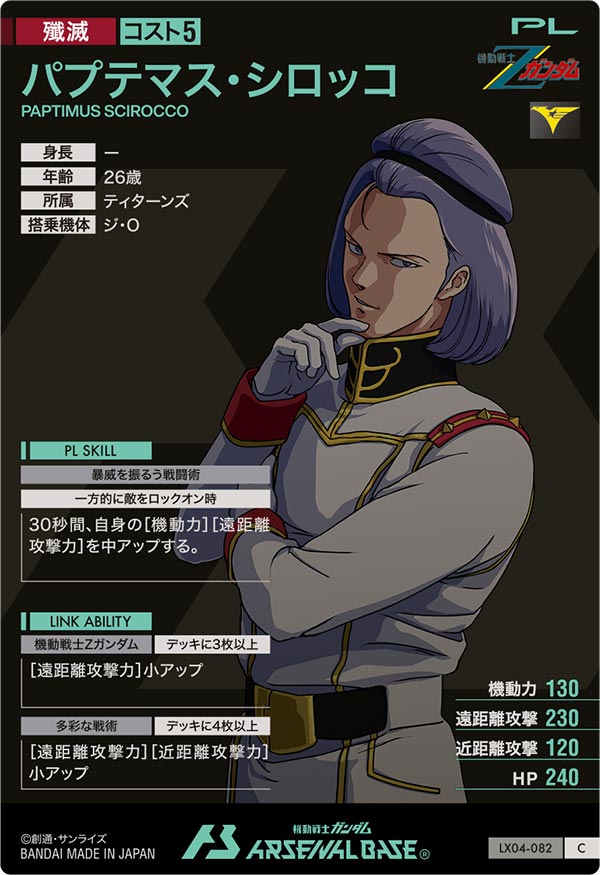 殲滅 コスト5
PL
パプテマス・シロッコ
PAPTIMUS SCIROCCO
機動戦士
Zガンダム
身長 ー
年齢 26歳
所属 ティターンズ
搭乗機体 ジ・O
PL SKILL
暴威を振るう戦闘術
一方的に敵をロックオン時
30秒間、自身の[機動力][遠距離
攻撃力]を中アップする。
LINK ABILITY
機動戦士Zガンダム デッキに3枚以上
[遠距離攻撃力]小アップ
多彩な戦術 デッキに4枚以上
[遠距離攻撃力][近距離攻撃力]
小アップ
機動力 130
遠距離攻撃 230
近距離攻撃 120
HP 240
©創通・サンライズ
BANDAI MADE IN JAPAN
機動戦士ガンダム
AB ARSENAL BASE®
LX04-082 C